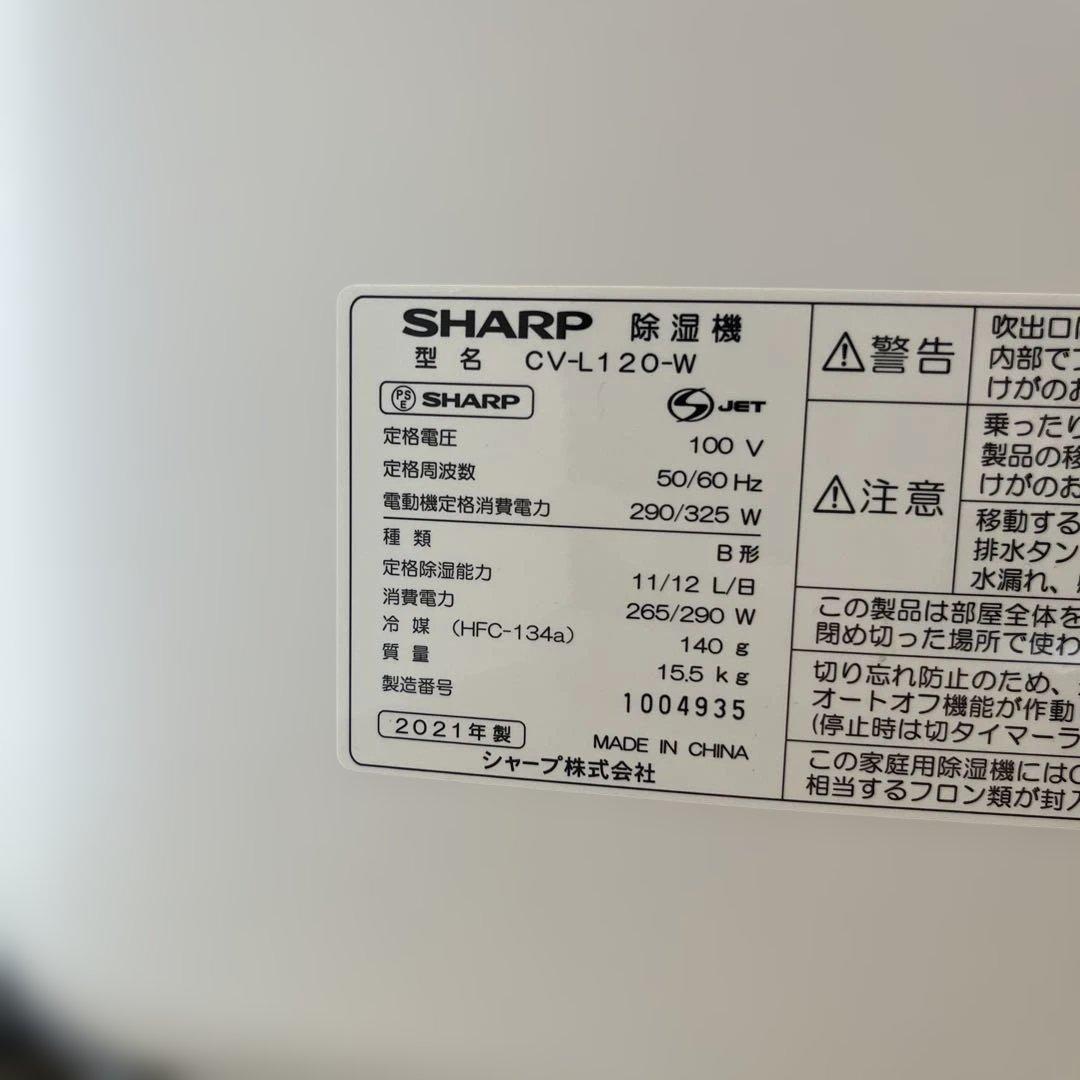 SHARP 除湿機
型名 CV-L120-W
PSE SHARP
S JET
定格電圧 100 V
定格周波数 50/60 Hz
電動機定格消費電力 290/325 W
種類 B形
定格除湿能力 11/12 L/日
消費電力 265/290 W
冷媒 (HFC-134a) 140 g
質量 15.5 kg
製造番号 1004935
2021年製 MADE IN CHINA
シャープ株式会社
警告
吹出口
内部で
けがのお
注意
乗ったり
製品の移
けがのお
移動する
排水タン
水漏れ、
この製品は部屋全体を
閉め切った場所で使わ
切り忘れ防止のため、
オートオフ機能が作動
(停止時は切タイマーラ
この家庭用除湿機には
相当するフロン類が封入